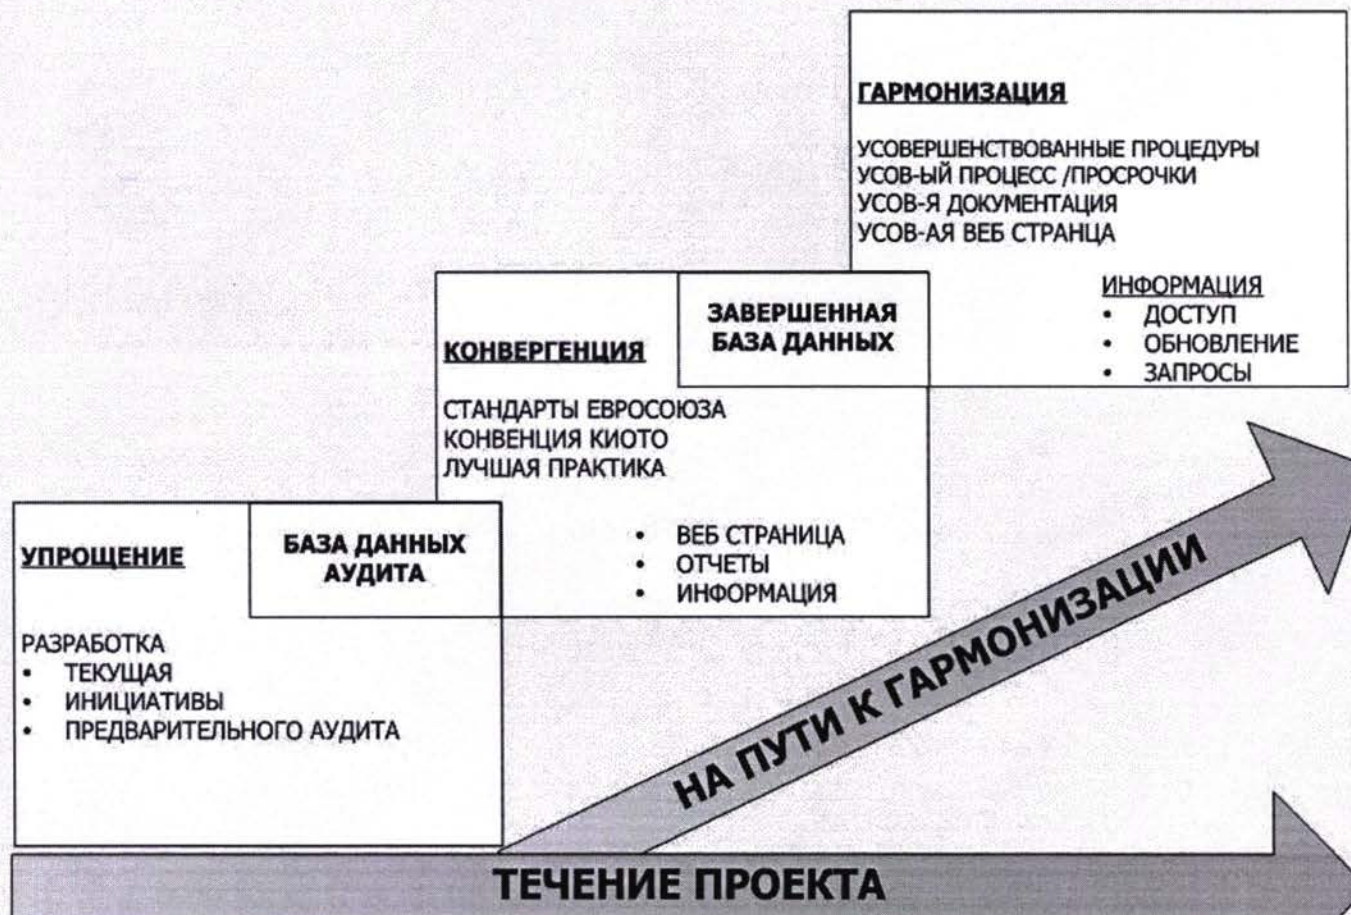 ГАРМОНИЗАЦИЯ
УСОВЕРШЕНСТВОВАННЫЕ ПРОЦЕДУРЫ
УСОВ-ЫЙ ПРОЦЕСС /ПРОСРОЧКИ
УСОВ-Я ДОКУМЕНТАЦИЯ
УСОВ-АЯ ВЕБ СТРАНЦА
ИНФОРМАЦИЯ
• ДОСТУП
• ОБНОВЛЕНИЕ
• ЗАПРОСЫ
ЗАВЕРШЕННАЯ
БАЗА ДАННЫХ
КОНВЕРГЕНЦИЯ
СТАНДАРТЫ ЕВРОСОЮЗА
КОНВЕНЦИЯ КИОТО
ЛУЧШАЯ ПРАКТИКА
• ВЕБ СТРАНИЦА
• ОТЧЕТЫ
• ИНФОРМАЦИЯ
БАЗА ДАННЫХ
АУДИТА
УПРОЩЕНИЕ
РАЗРАБОТКА
• ТЕКУЩАЯ
• ИНИЦИАТИВЫ
• ПРЕДВАРИТЕЛЬНОГО АУДИТА
НА ПУТИ К ГАРМОНИЗАЦИИ
ТЕЧЕНИЕ ПРОЕКТА